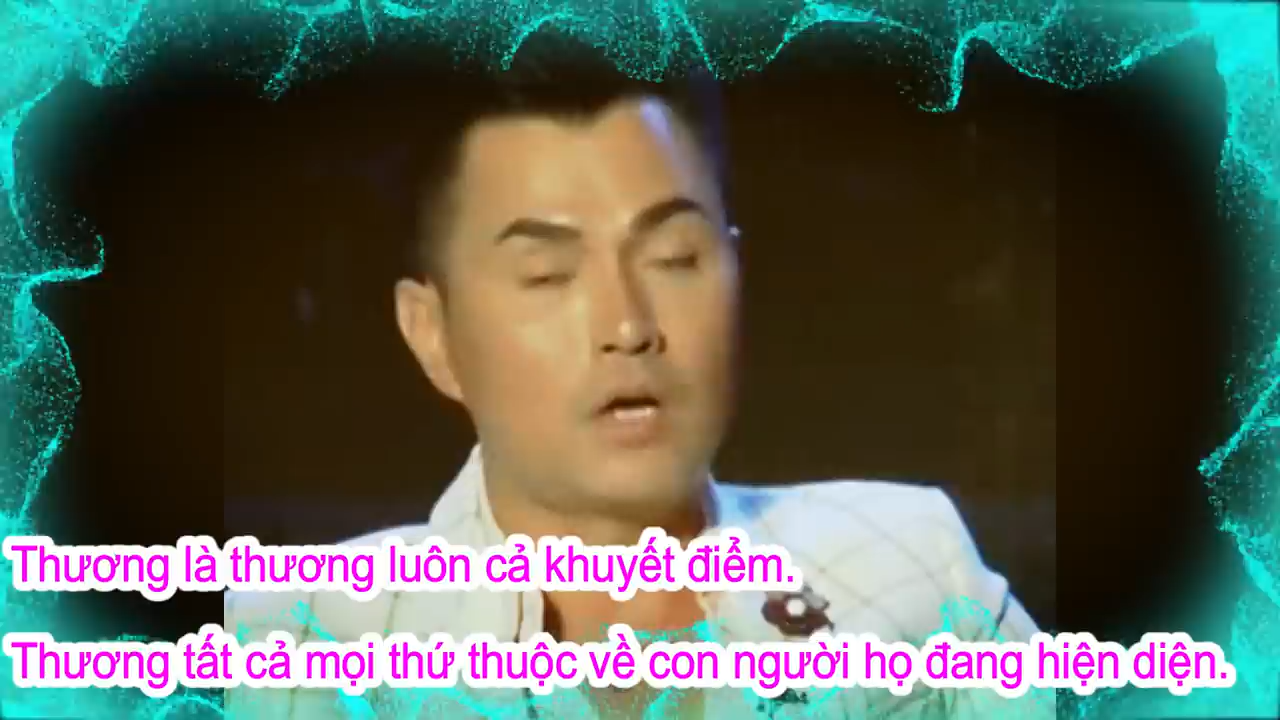 Thương là thương luôn cả khuyết điểm.
Thương tất cả mọi thứ thuộc về con người họ đang hiện diện.